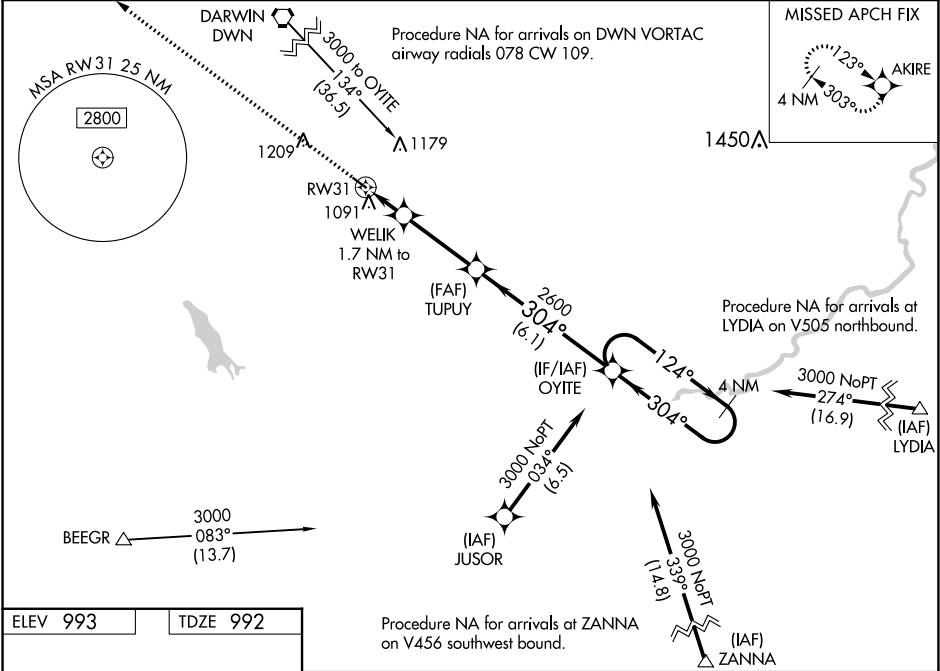 DARWIN
DWN
3000 to OYITE
134°
(36.5)
Procedure NA for arrivals on DWN VORTAC
airway radials 078 CW 109.
MISSED APCH FIX
123°
AKIRE
4 NM
303°
MSA RW31 25 NM
2800
1209
1179
1450
RW31
1091
WELIK
1.7 NM to
RW31
(FAF)
TUPUY
2600
304°
(6.1)
Procedure NA for arrivals at
LYDIA on V505 northbound.
(IF/IAF)
OYITE
124°
4 NM
304°
3000 NoPT
274°
(16.9)
(IAF)
LYDIA
3000 NoPT
034°
(6.5)
(IAF)
JUSOR
BEEGR
3000
083°
(13.7)
3000 NoPT
339°
(14.8)
(IAF)
ZANNA
ELEV 993
TDZE 992
Procedure NA for arrivals at ZANNA
on V456 southwest bound.